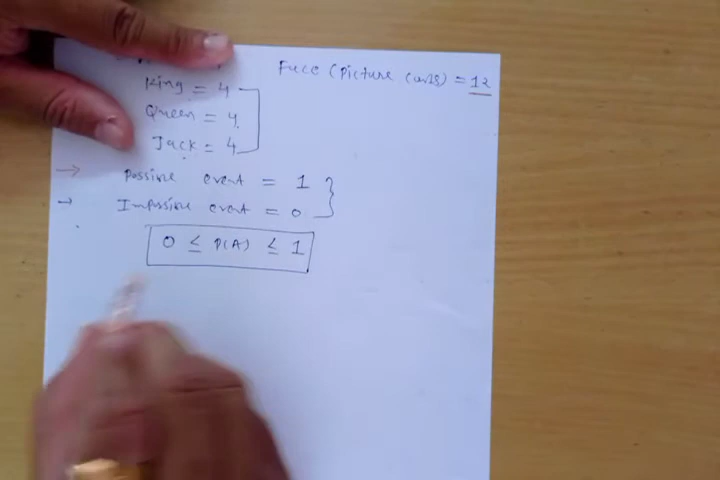 Face (Picture Cards) = 12
King = 4
Queen = 4
Jack = 4
→ possible event = 1
→ Impossible event = 0
0 ≤ P(A) ≤ 1